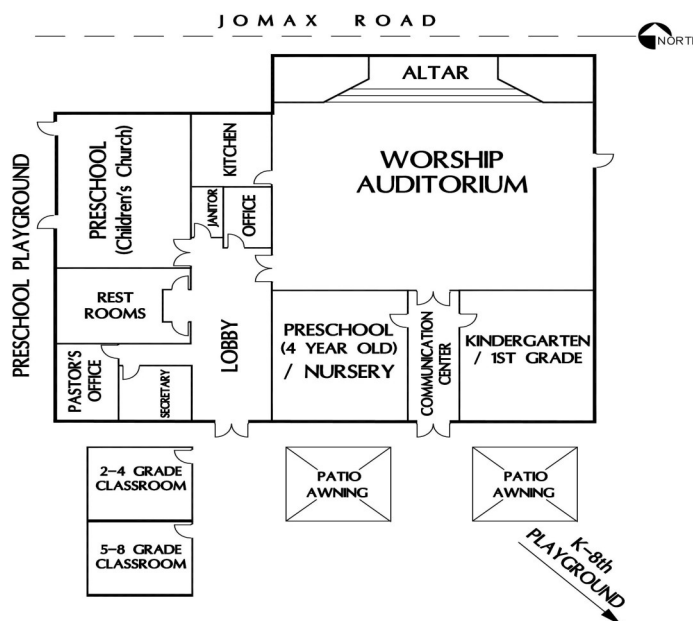 JOMAX ROAD
NORTH
ALTAR
PRESCHOOL PLAYGROUND
PRESCHOOL
(Children's Church)
KITCHEN
WORSHIP
AUDITORIUM
JANITOR
OFFICE
REST
ROOMS
LOBBY
PRESCHOOL
(4 YEAR OLD)
/ NURSERY
COMMUNICATION
CENTER
KINDERGARTEN
/ 1ST GRADE
PASTOR'S
OFFICE
SECRETARY
2-4 GRADE
CLASSROOM
PATIO
AWNING
PATIO
AWNING
5-8 GRADE
CLASSROOM
K-8th
PLAYGROUND